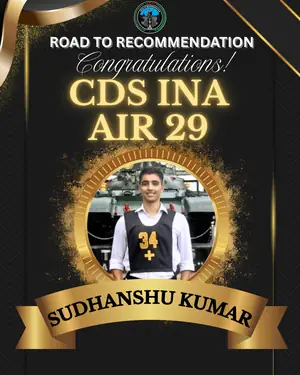 ROAD TO RECOMMENDATION
Congratulations!
CDS INA
AIR 29
34
+
SUDHANSHU KUMAR